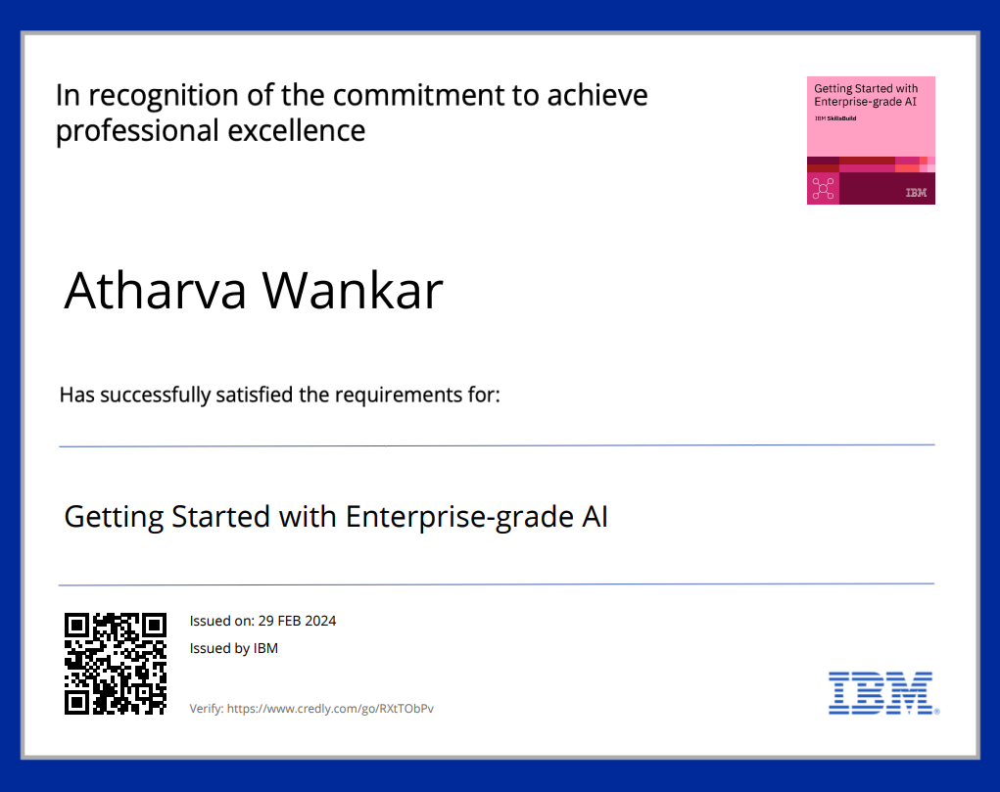 In recognition of the commitment to achieve
professional excellence
Getting Started with
Enterprise-grade AI
IBM SkillsBuild
IBM
Atharva Wankar
Has successfully satisfied the requirements for:
Getting Started with Enterprise-grade AI
Issued on: 29 FEB 2024
Issued by IBM
Verify: https://www.credly.com/go/RXtTObPv
IBM®